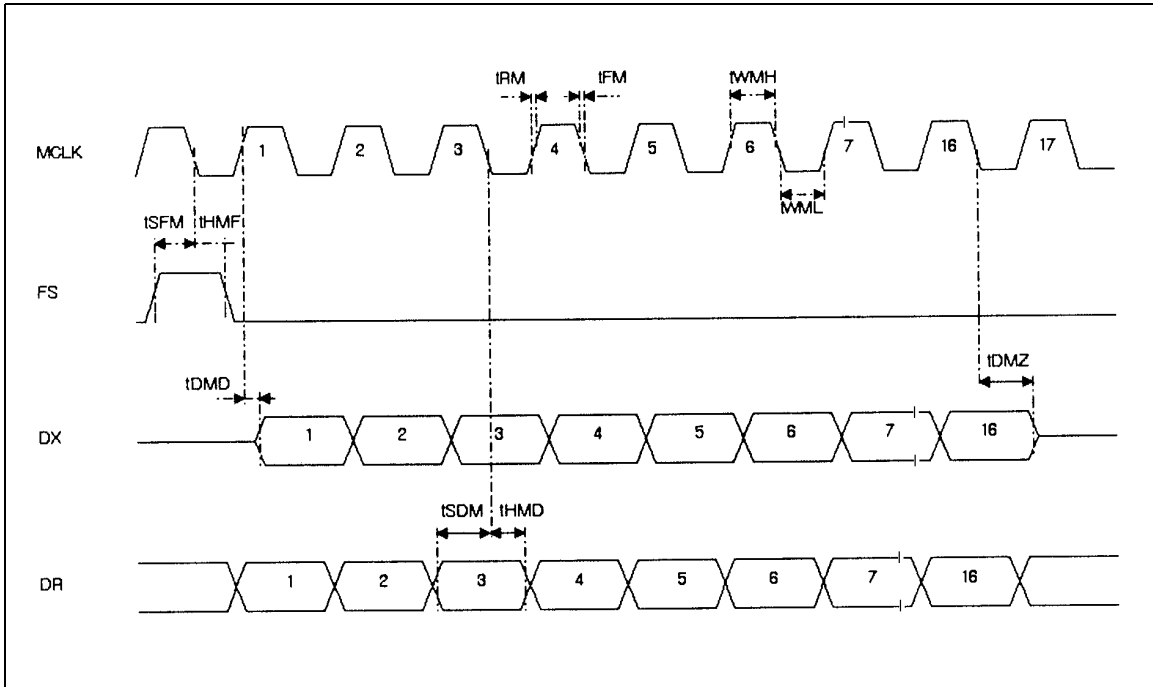 tRM tFM tWMH
MCLK 1 2 3 4 5 6 7 16 17
tWML
tSFM tHMF
FS
tDMD tDMZ
DX 1 2 3 4 5 6 7 16
tSDM tHMD
DR 1 2 3 4 5 6 7 16